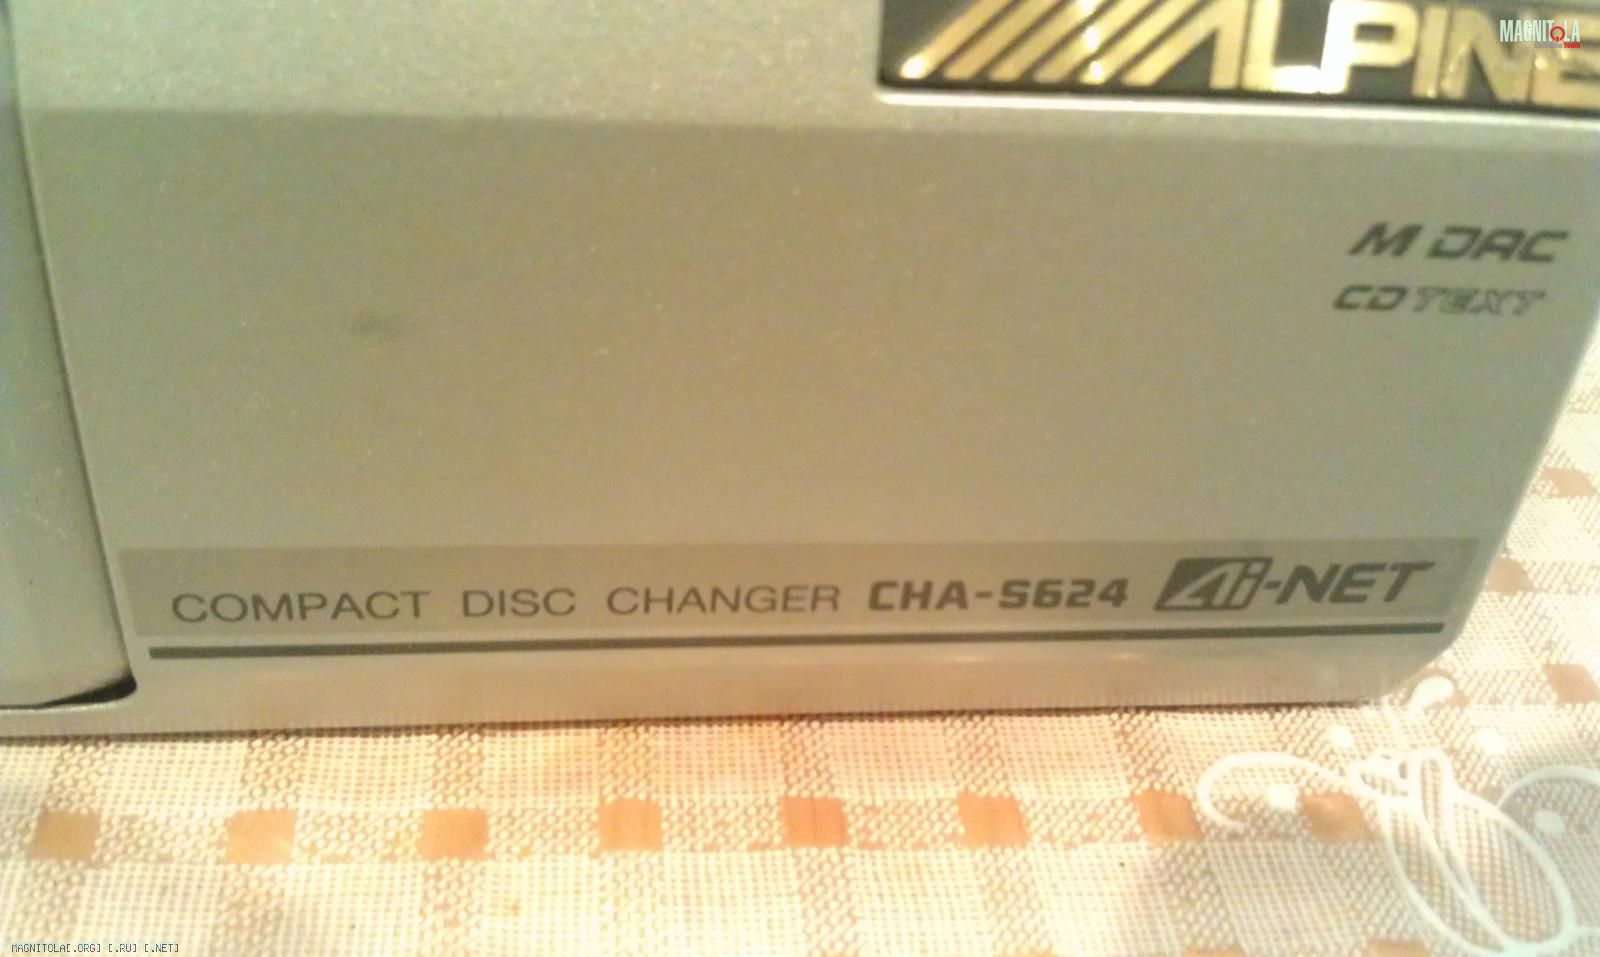 ALPINE
MAGNITOLA
M DAC
CD TEXT
COMPACT DISC CHANGER CHA-S624 Ai-NET
MAGNITOLA[.ORG] [.RU] [.NET]